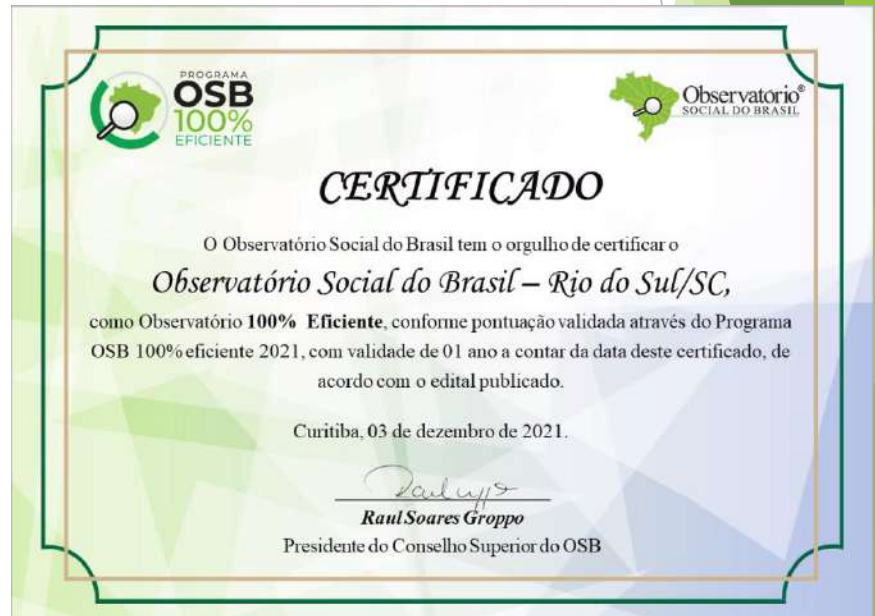 PROGRAMA
OSB
100%
EFICIENTE
Observatório®
SOCIAL DO BRASIL
CERTIFICADO
O Observatório Social do Brasil tem o orgulho de certificar o
Observatório Social do Brasil – Rio do Sul/SC,
como Observatório 100% Eficiente, conforme pontuação validada através do Programa
OSB 100% eficiente 2021, com validade de 01 ano a contar da data deste certificado, de
acordo com o edital publicado.
Curitiba, 03 de dezembro de 2021.
Raul Soares Groppo
Presidente do Conselho Superior do OSB